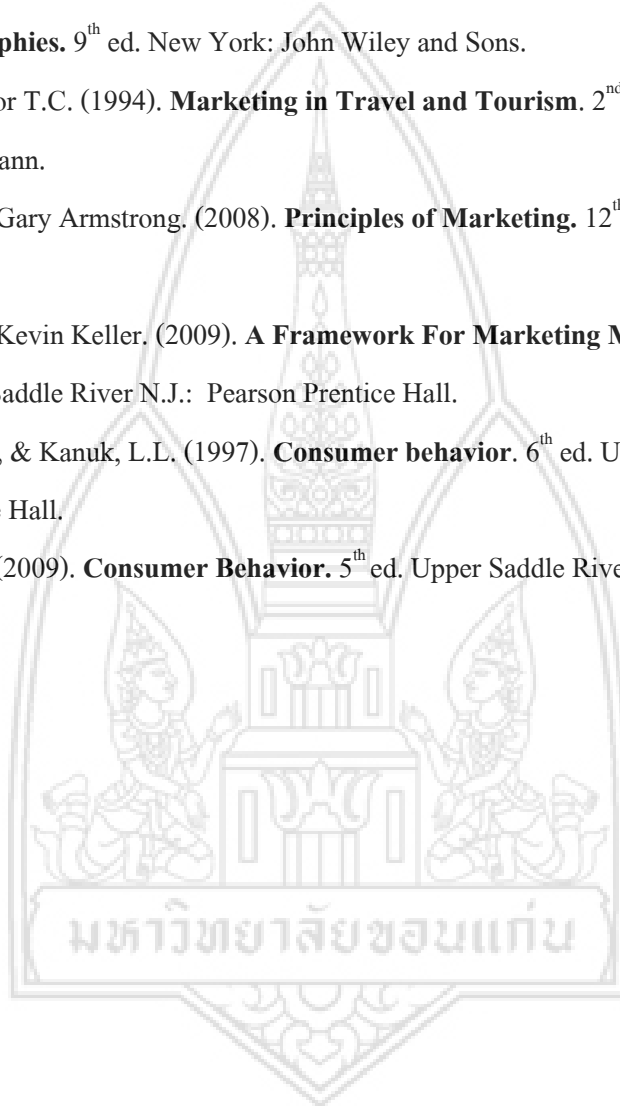 phies. 9th ed. New York: John Wiley and Sons.
or T.C. (1994). Marketing in Travel and Tourism. 2nd
ann.
Gary Armstrong. (2008). Principles of Marketing. 12th
Kevin Keller. (2009). A Framework For Marketing M
Saddle River N.J.: Pearson Prentice Hall.
, & Kanuk, L.L. (1997). Consumer behavior. 6th ed. U
e Hall.
(2009). Consumer Behavior. 5th ed. Upper Saddle Rive
มหาวิทยาลัยขอนแก่น